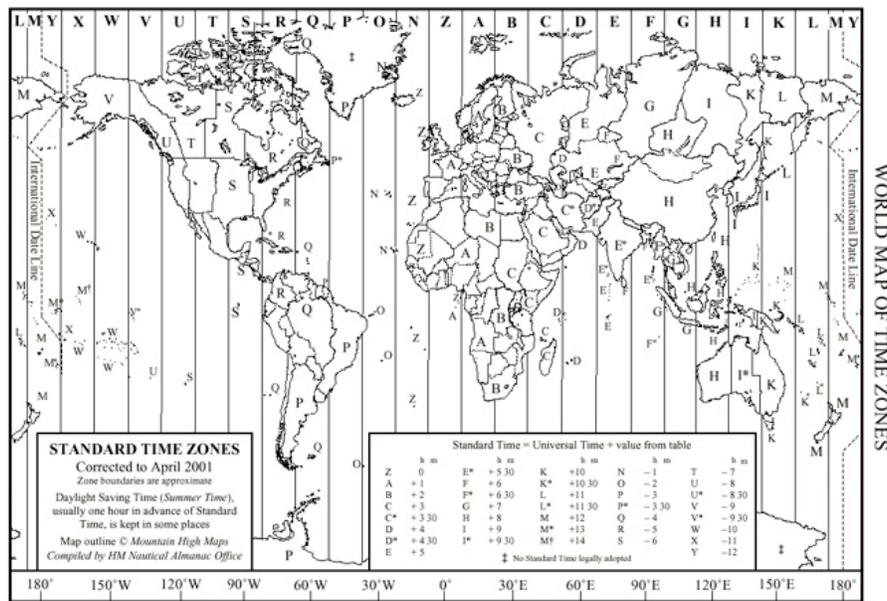 L M Y X W V U T S R Q P O N Z A B C D E F G H I K L M Y
WORLD MAP OF TIME ZONES
International Date Line
International Date Line
STANDARD TIME ZONES
Corrected to April 2001
Zone boundaries are approximate
Daylight Saving Time (Summer Time),
usually one hour in advance of Standard
Time, is kept in some places
Map outline © Mountain High Maps
Compiled by HM Nautical Almanac Office
Standard Time = Universal Time + value from table
h m h m h m h m h m
Z 0 E* + 5 30 K +10 N – 1 T – 7
A + 1 F + 6 K* +10 30 O – 2 U – 8
B + 2 F* + 6 30 L +11 P – 3 U* – 8 30
C + 3 G + 7 L* +11 30 P* – 3 30 V – 9
C* + 3 30 H + 8 M +12 Q – 4 V* – 9 30
D + 4 I + 9 M* +13 R – 5 W –10
D* + 4 30 I* + 9 30 M† +14 S – 6 X –11
E + 5 Y –12
‡ No Standard Time legally adopted
180° 150°W 120°W 90°W 60°W 30°W 0° 30°E 60°E 90°E 120°E 150°E 180°